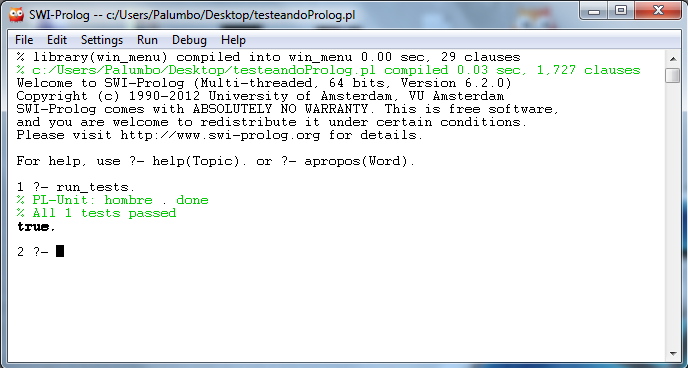 SWI-Prolog -- c:/Users/Palumbo/Desktop/testeandoProlog.pl
File Edit Settings Run Debug Help
% library(win_menu) compiled into win_menu 0.00 sec, 29 clauses
% c:/Users/Palumbo/Desktop/testeandoProlog.pl compiled 0.03 sec, 1,727 clauses
Welcome to SWI-Prolog (Multi-threaded, 64 bits, Version 6.2.0)
Copyright (c) 1990-2012 University of Amsterdam, VU Amsterdam
SWI-Prolog comes with ABSOLUTELY NO WARRANTY. This is free software,
and you are welcome to redistribute it under certain conditions.
Please visit http://www.swi-prolog.org for details.
For help, use ?- help(Topic). or ?- apropos(Word).
1 ?- run_tests.
% PL-Unit: hombre . done
% All 1 tests passed
true.
2 ?-